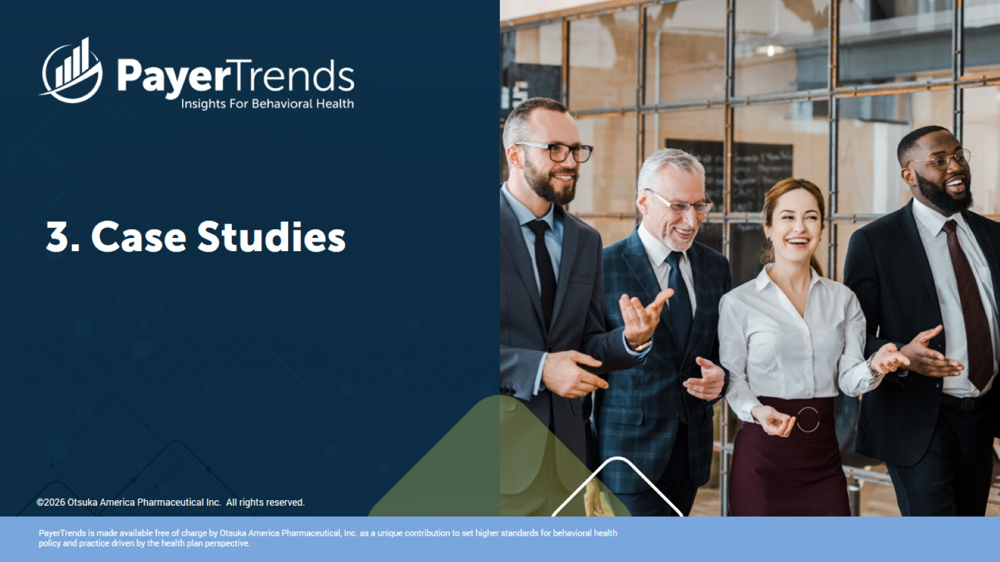 PayerTrends
Insights For Behavioral Health
3. Case Studies
©2026 Otsuka America Pharmaceutical Inc. All rights reserved.
PayerTrends is made available free of charge by Otsuka America Pharmaceutical, Inc. as a unique contribution to set higher standards for behavioral health
policy and practice driven by the health plan perspective.